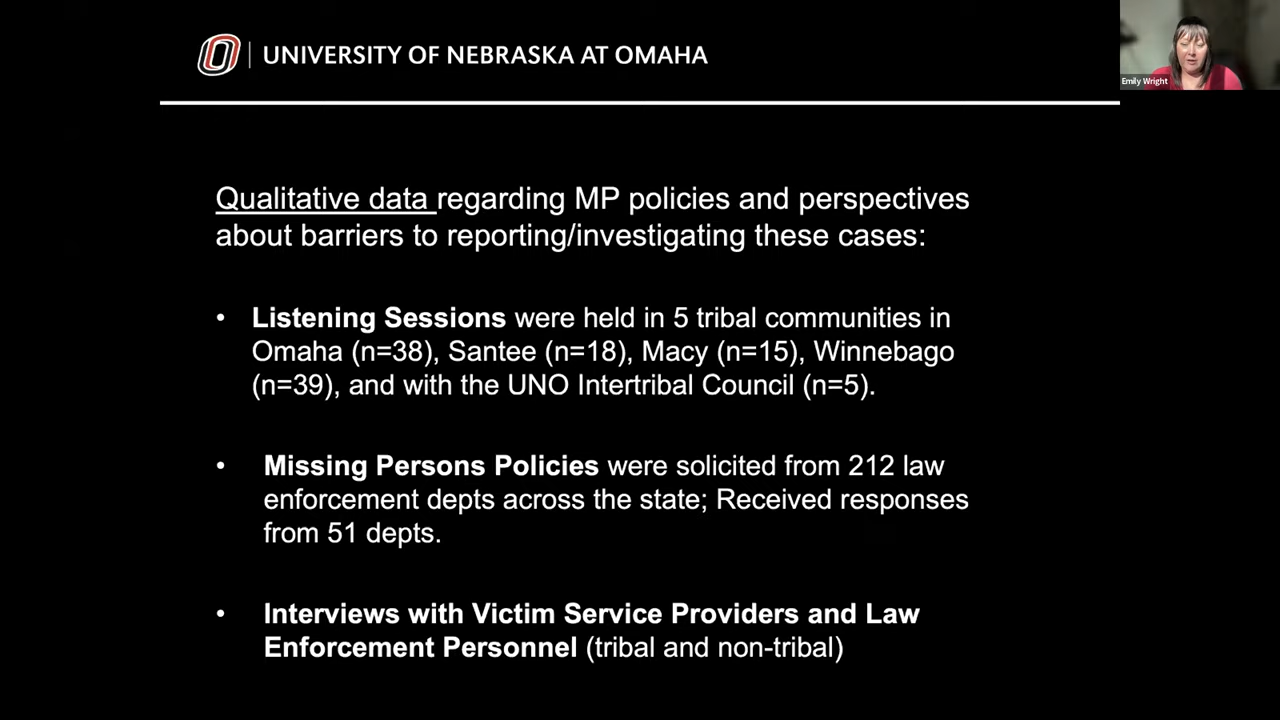 UNIVERSITY OF NEBRASKA AT OMAHA
Emily Wright
Qualitative data regarding MP policies and perspectives
about barriers to reporting/investigating these cases:
• Listening Sessions were held in 5 tribal communities in
Omaha (n=38), Santee (n=18), Macy (n=15), Winnebago
(n=39), and with the UNO Intertribal Council (n=5).
• Missing Persons Policies were solicited from 212 law
enforcement depts across the state; Received responses
from 51 depts.
• Interviews with Victim Service Providers and Law
Enforcement Personnel (tribal and non-tribal)